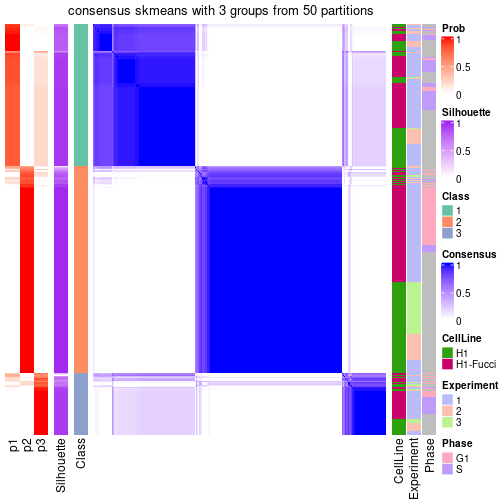 consensus skmeans with 3 groups from 50 partitions
p1
p2
p3
Silhouette
Class
CellLine
Experiment
Phase
Prob
1
0.5
0
Silhouette
1
0.5
0
Class
1
2
3
Consensus
1
0.5
0
CellLine
H1
H1-Fucci
Experiment
1
2
3
Phase
G1
S